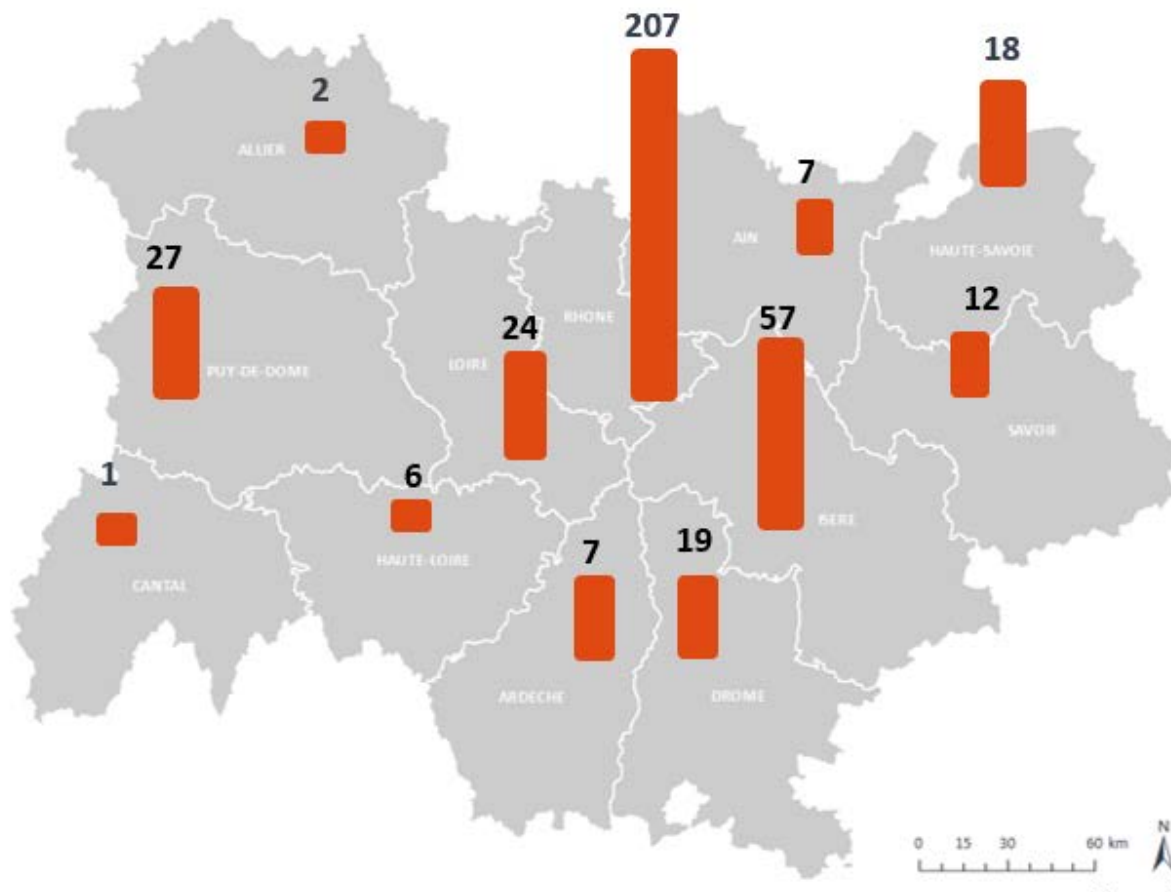 207
18
2
ALLIER
7
AIN
27
HAUTE-SAVOIE
12
24
RHONE
57
LOIRE
PUY-DE-DOME
SAVOIE
1
6
ISERE
7
19
HAUTE-LOIRE
CANTAL
ARDECHE
DROME
0 15 30 60 km
N